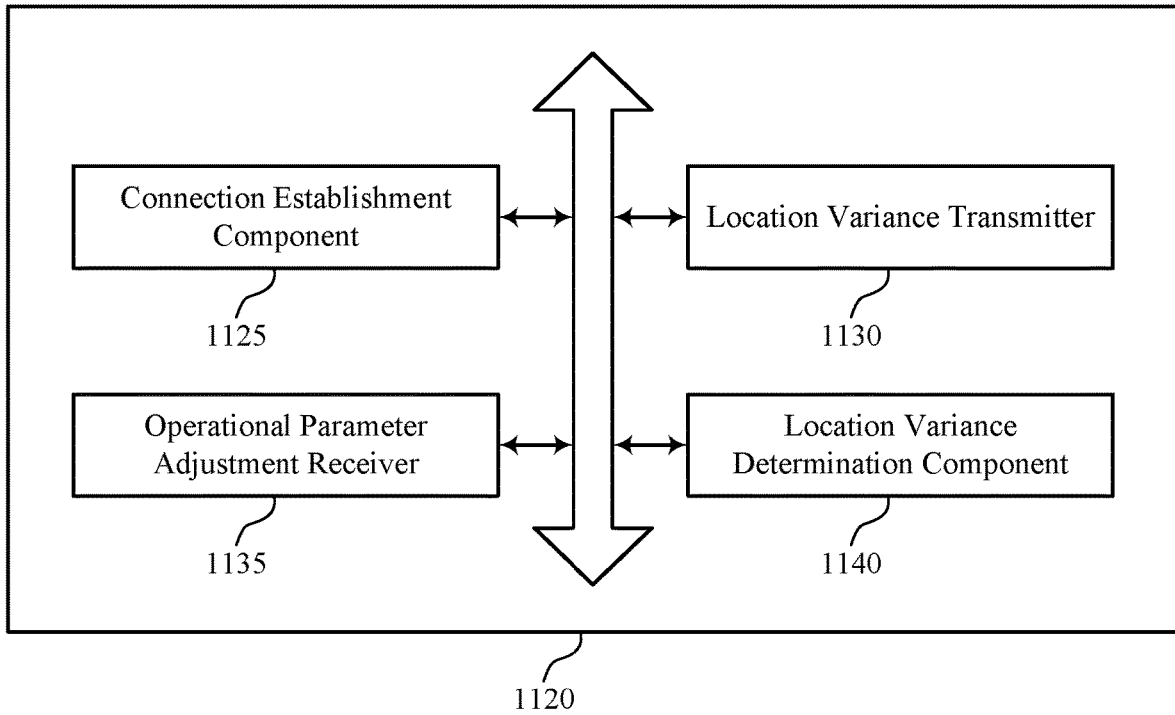 Connection Establishment
Component
1125
Location Variance Transmitter
1130
Operational Parameter
Adjustment Receiver
1135
Location Variance
Determination Component
1140
1120